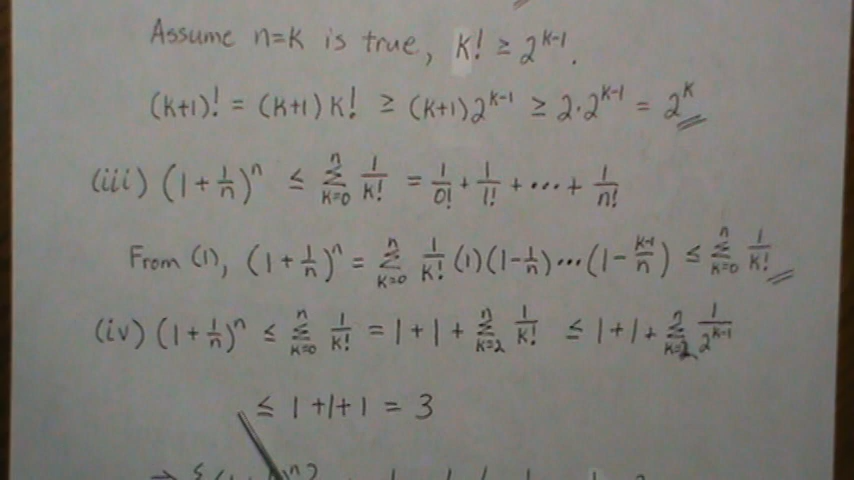 Assume n=k is true, k! ≥ 2^{k-1}.
(k+1)! = (k+1) k! ≥ (k+1) 2^{k-1} ≥ 2·2^{k-1} = 2^k
(iii) (1 + 1/n)^n ≤ Σ_{k=0}^{n} 1/k! = 1/0! + 1/1! + ··· + 1/n!
From (1), (1 + 1/n)^n = Σ_{k=0}^{n} 1/k! (1)(1 - 1/n)···(1 - (k-1)/n) ≤ Σ_{k=0}^{n} 1/k!
(iv) (1 + 1/n)^n ≤ Σ_{k=0}^{n} 1/k! = 1 + 1 + Σ_{k=2}^{n} 1/k! ≤ 1 + 1 + Σ_{k=2}^{n} 1/2^{k-1}
≤ 1 + 1 + 1 = 3